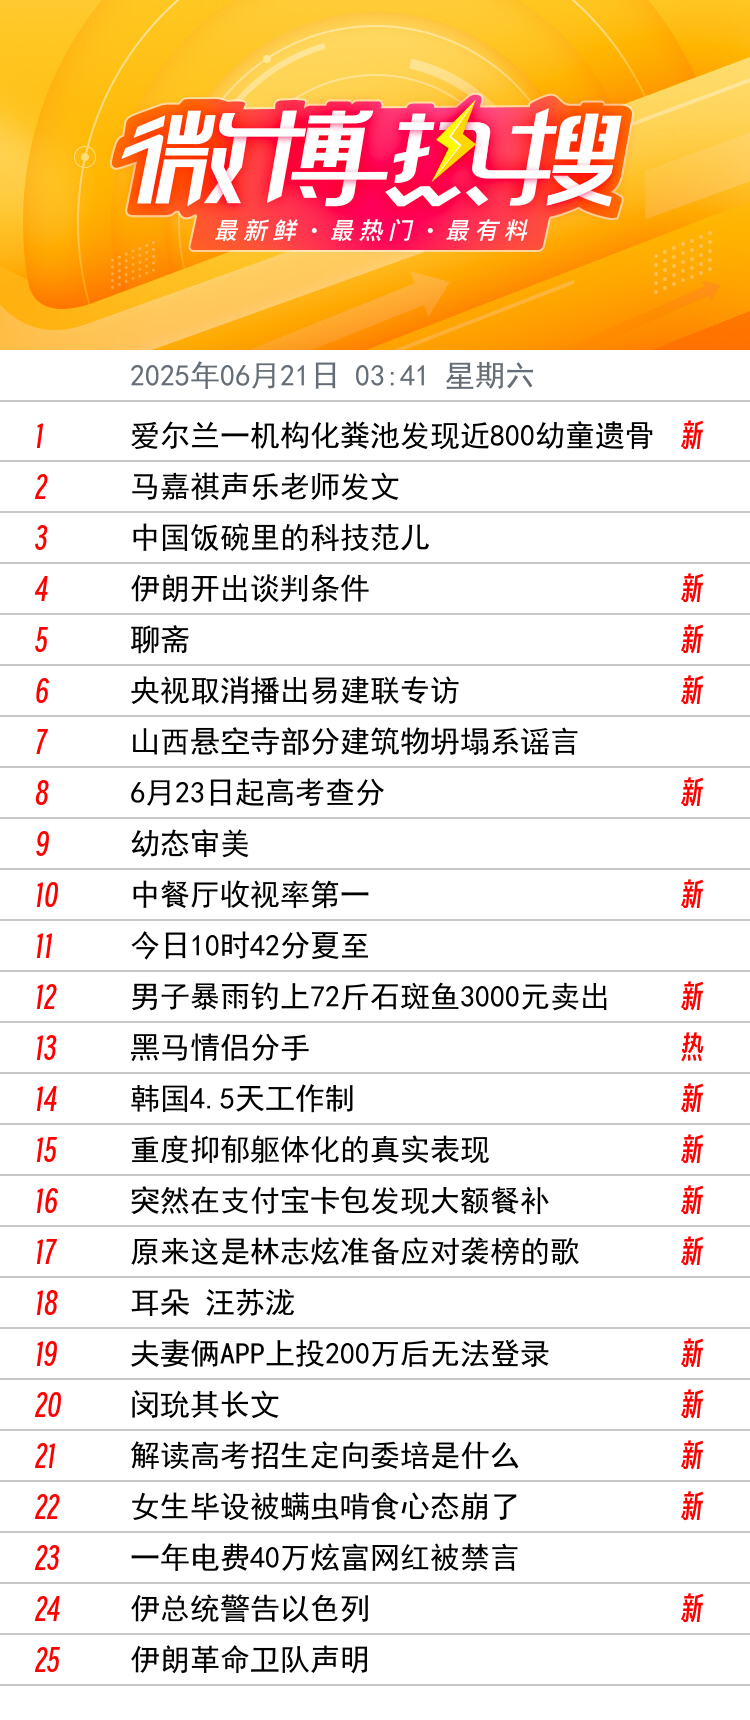 微博热搜
最新鲜·最热门·最有料
2025年06月21日 03:41 星期六
1 爱尔兰一机构化粪池发现近800幼童遗骨 新
2 马嘉祺声乐老师发文
3 中国饭碗里的科技范儿
4 伊朗开出谈判条件 新
5 聊斋 新
6 央视取消播出易建联专访 新
7 山西悬空寺部分建筑物坍塌系谣言
8 6月23日起高考查分 新
9 幼态审美
10 中餐厅收视率第一 新
11 今日10时42分夏至
12 男子暴雨钓上72斤石斑鱼3000元卖出 新
13 黑马情侣分手 热
14 韩国4.5天工作制 新
15 重度抑郁躯体化的真实表现 新
16 突然在支付宝卡包发现大额餐补 新
17 原来这是林志炫准备应对袭榜的歌 新
18 耳朵 汪苏泷
19 夫妻俩APP上投200万后无法登录 新
20 闵玧其长文 新
21 解读高考招生定向委培是什么 新
22 女生毕设被螨虫啃食心态崩了 新
23 一年电费40万炫富网红被禁言
24 伊总统警告以色列 新
25 伊朗革命卫队声明